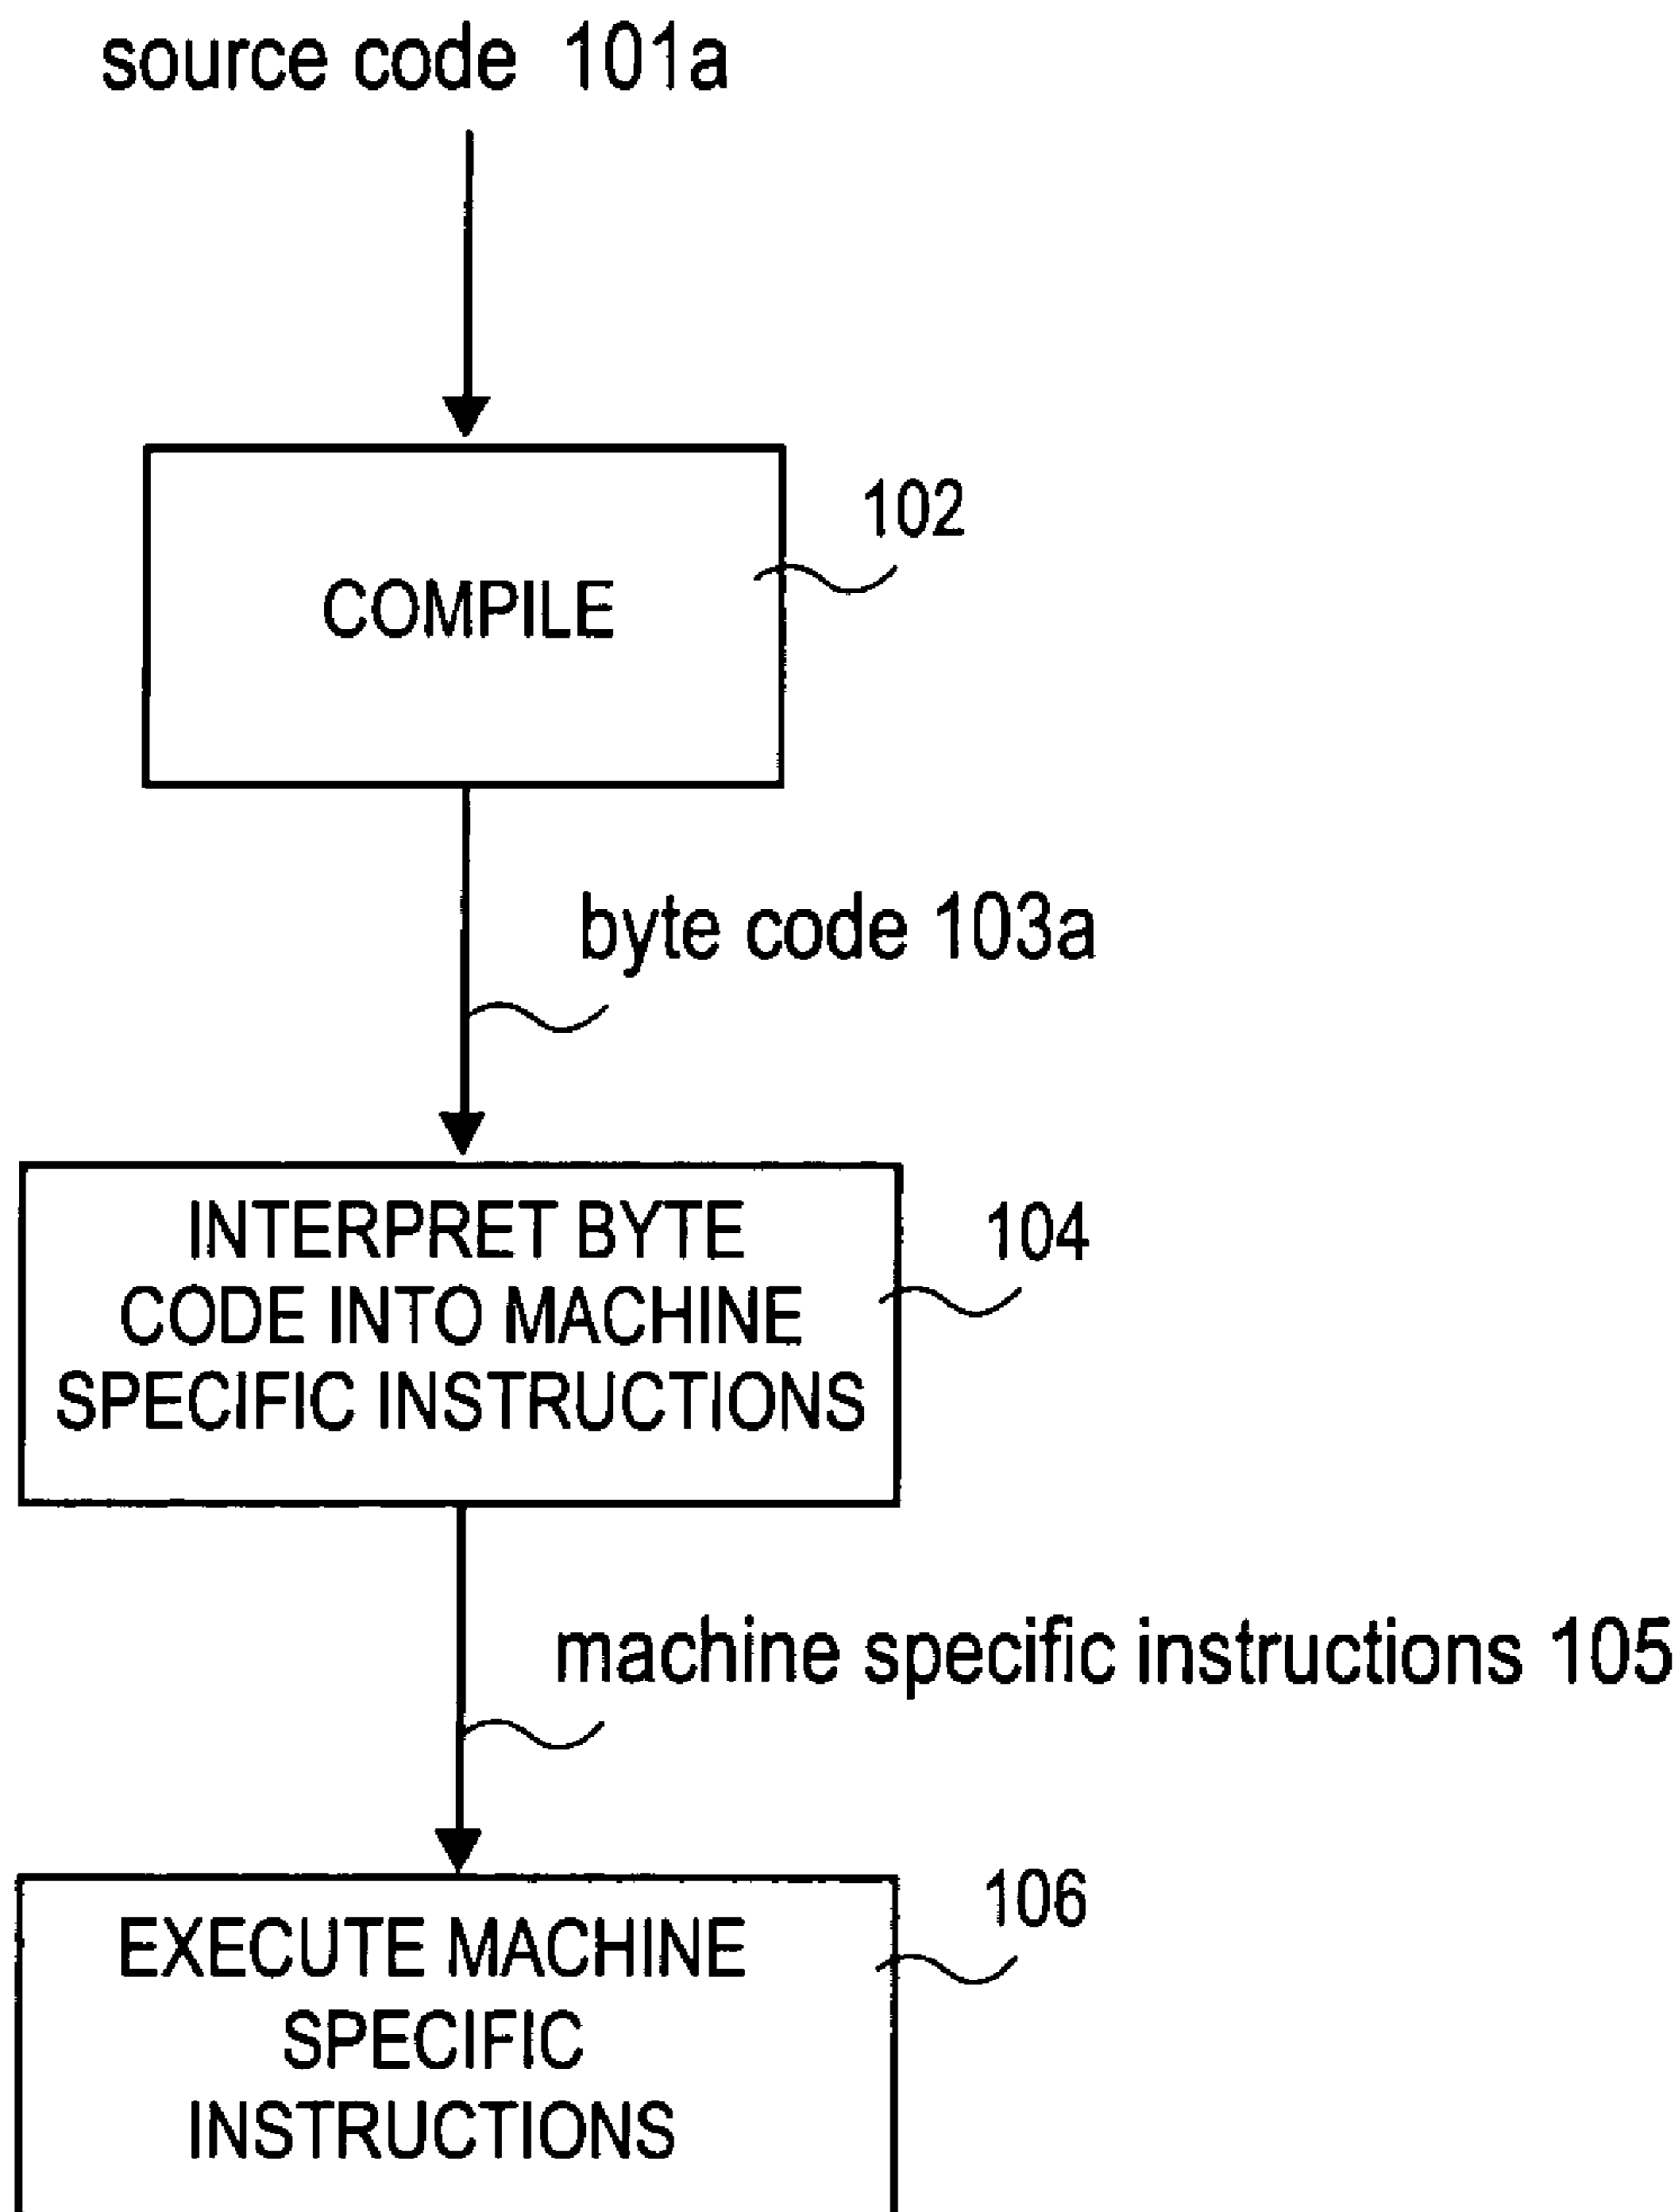 source code 101a
102
COMPILE
byte code 103a
INTERPRET BYTE
104
CODE INTO MACHINE
SPECIFIC INSTRUCTIONS
machine specific instructions 105
106
EXECUTE MACHINE
SPECIFIC
INSTRUCTIONS